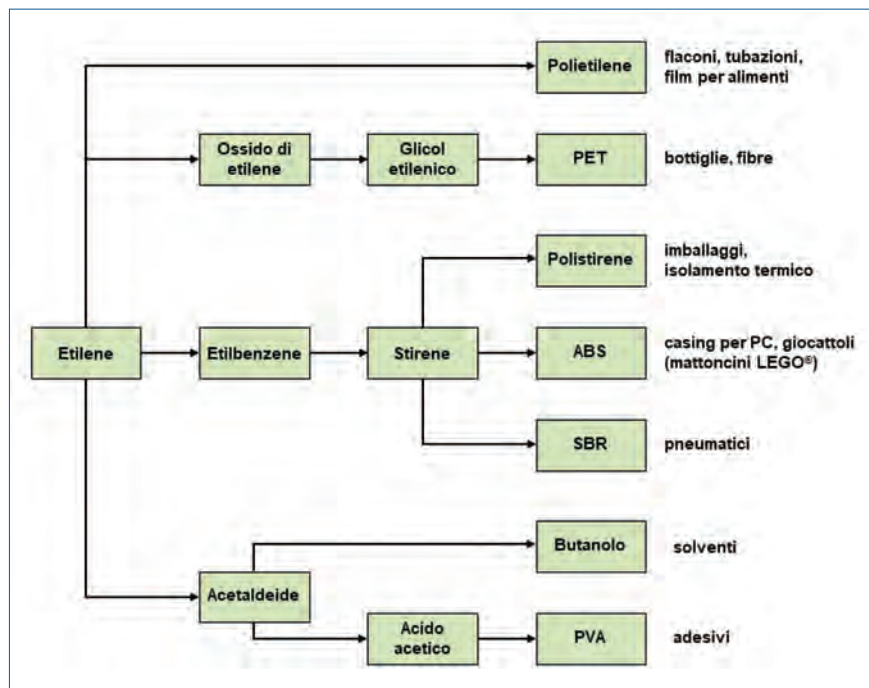 Polietilene
flaconi, tubazioni,
film per alimenti
Ossido di
etilene
Glicol
etilenico
PET
bottiglie, fibre
Polistirene
imballaggi,
isolamento termico
Etilene
Etilbenzene
Stirene
ABS
casing per PC, giocattoli
(mattoncini LEGO®)
SBR
pneumatici
Butanolo
solventi
Acetaldeide
Acido
acetico
PVA
adesivi